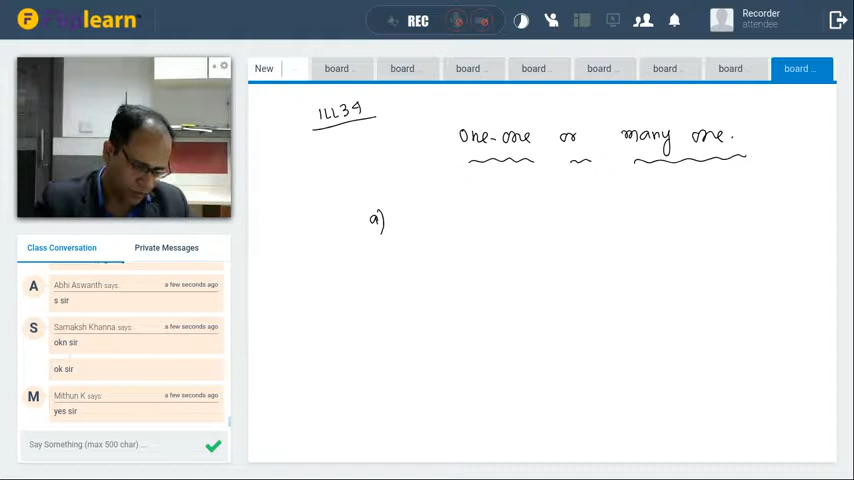 Fliplearn
REC
Recorder
attendee
New
board ...
board ...
board ...
board ...
board ...
board ...
board ...
board ...
ILL34
One-one or many one.
a)
Class Conversation
Private Messages
A
Abhi Aswanth says:
a few seconds ago
s sir
S
Samaksh Khanna says:
a few seconds ago
okn sir
ok sir
M
Mithun K says:
a few seconds ago
yes sir
Say Something (max 500 char) ...